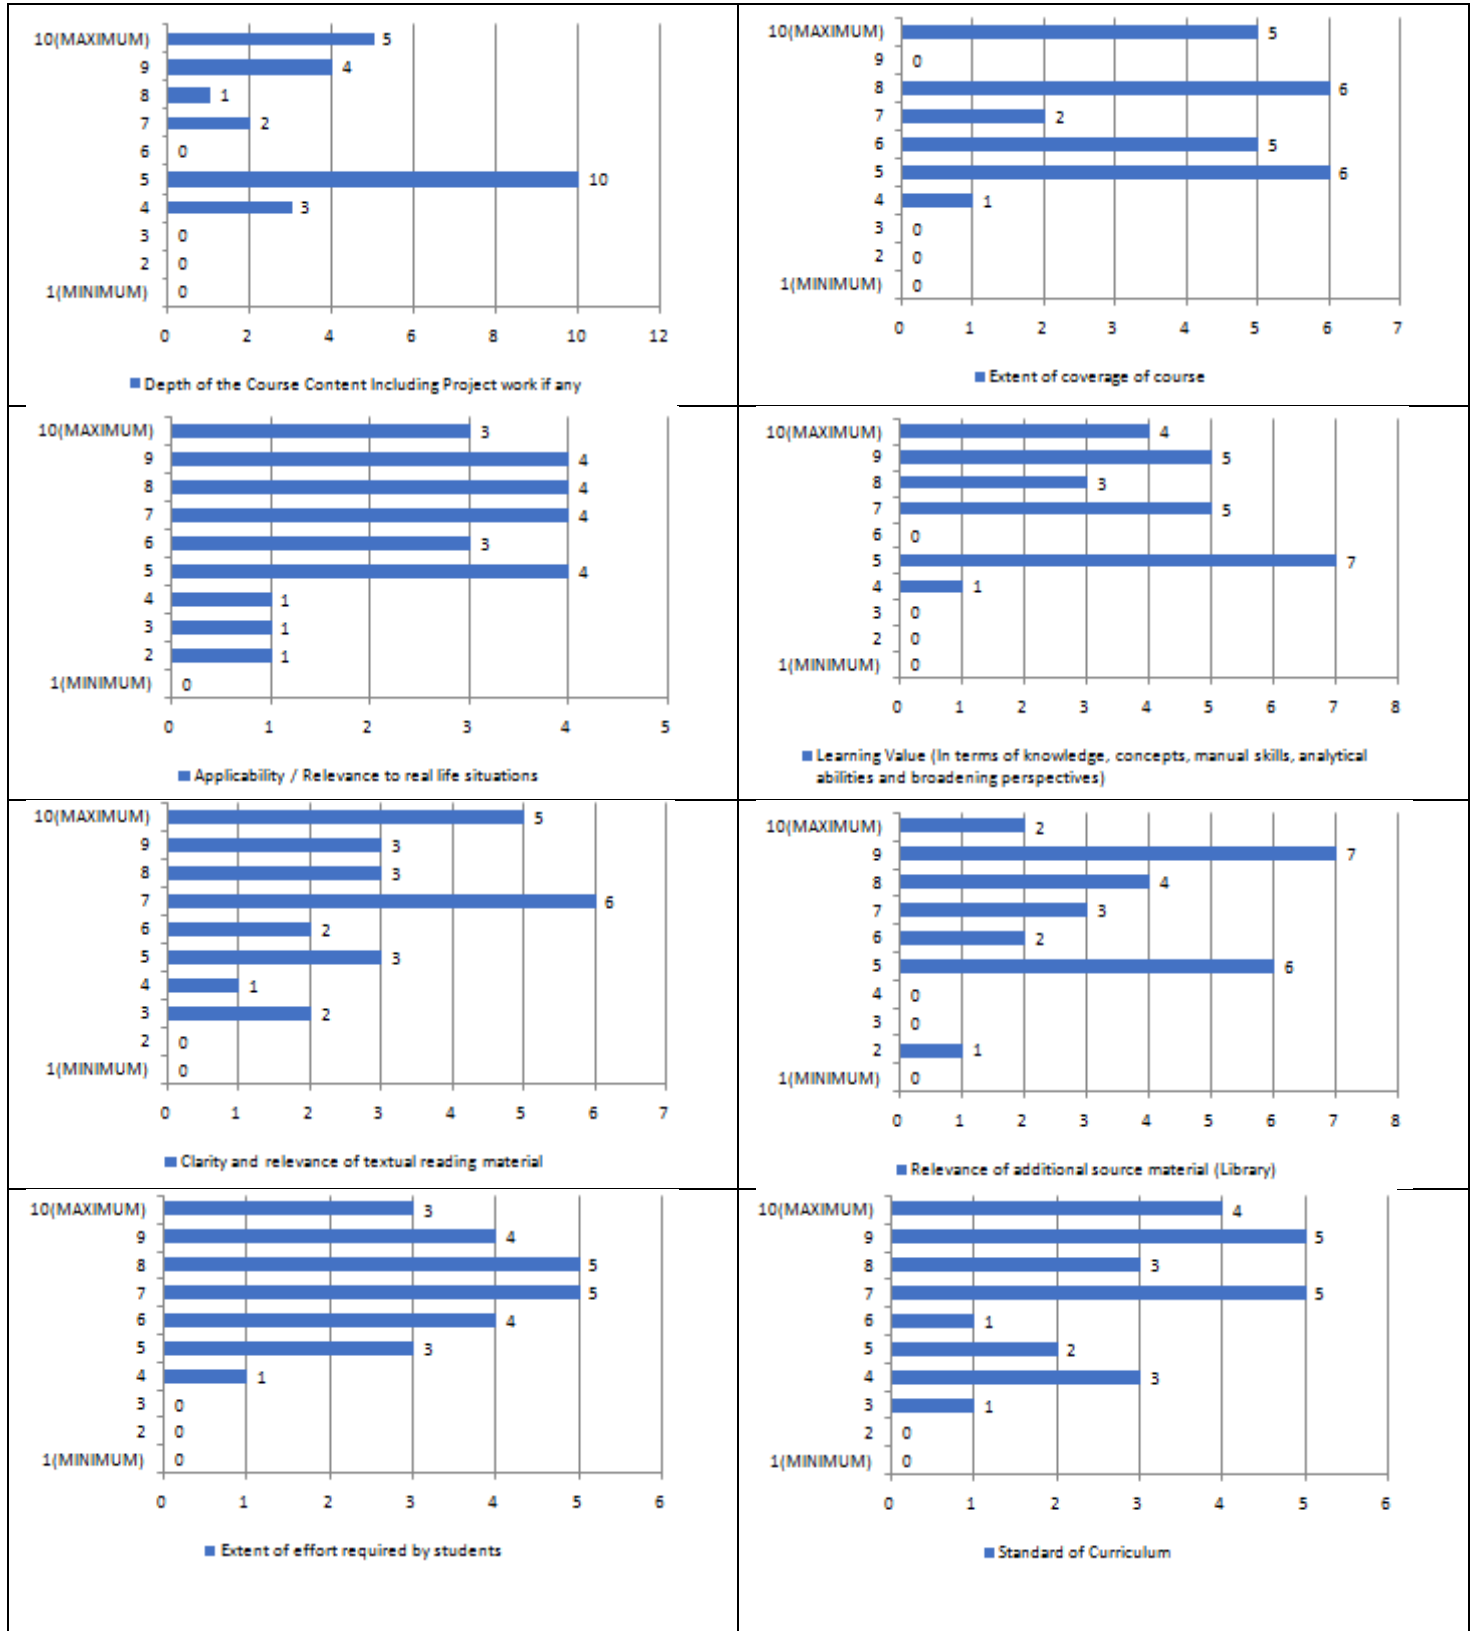 10(MAXIMUM) 5
9 4
8 1
7 2
6 0
5 10
4 3
3 0
2 0
1(MINIMUM) 0
0 2 4 6 8 10 12
Depth of the Course Content Including Project work if any
10(MAXIMUM) 5
9 0
8 6
7 2
6 5
5 6
4 1
3 0
2 0
1(MINIMUM) 0
0 1 2 3 4 5 6 7
Extent of coverage of course
10(MAXIMUM) 3
9 4
8 4
7 4
6 3
5 4
4 1
3 1
2 1
1(MINIMUM) 0
0 1 2 3 4 5
Applicability / Relevance to real life situations
10(MAXIMUM) 4
9 5
8 3
7 5
6 0
5 7
4 1
3 0
2 0
1(MINIMUM) 0
0 1 2 3 4 5 6 7 8
Learning Value (In terms of knowledge, concepts, manual skills, analytical
abilities and broadening perspectives)
10(MAXIMUM) 5
9 3
8 3
7 6
6 2
5 3
4 1
3 2
2 0
1(MINIMUM) 0
0 1 2 3 4 5 6 7
Clarity and relevance of textual reading material
10(MAXIMUM) 2
9 7
8 4
7 3
6 2
5 6
4 0
3 0
2 1
1(MINIMUM) 0
0 1 2 3 4 5 6 7 8
Relevance of additional source material (Library)
10(MAXIMUM) 3
9 4
8 5
7 5
6 4
5 3
4 1
3 0
2 0
1(MINIMUM) 0
0 1 2 3 4 5 6
Extent of effort required by students
10(MAXIMUM) 4
9 5
8 3
7 5
6 1
5 2
4 3
3 1
2 0
1(MINIMUM) 0
0 1 2 3 4 5 6
Standard of Curriculum